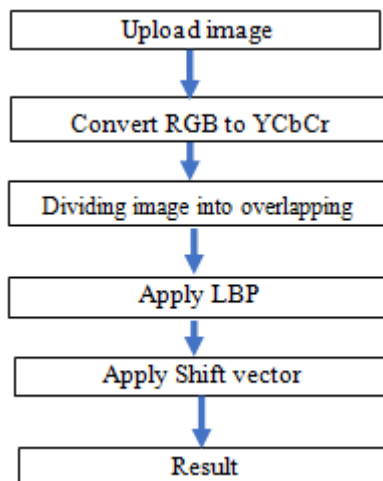 Upload image
Convert RGB to YCbCr
Dividing image into overlapping
Apply LBP
Apply Shift vector
Result